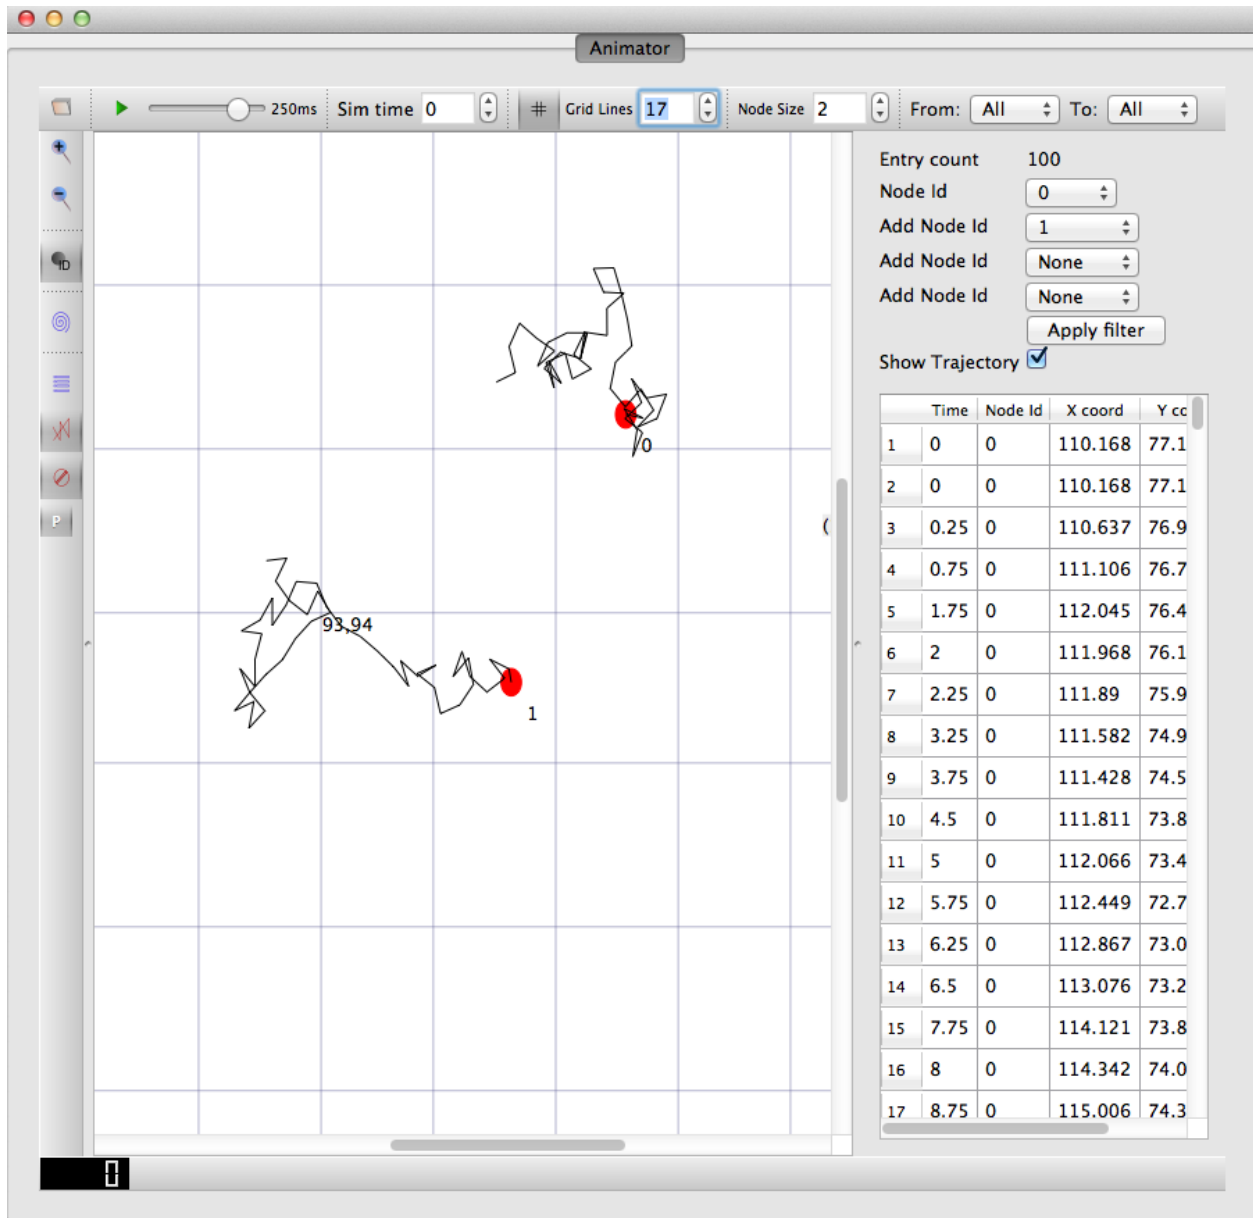 Animator
250ms Sim time 0 # Grid Lines 17 Node Size 2 From: All To: All
Entry count 100
Node Id 0
Add Node Id 1
Add Node Id None
Add Node Id None
Apply filter
Show Trajectory
ID
P
0
(
93,94
1
Time Node Id X coord Y co
1 0 0 110.168 77.1
2 0 0 110.168 77.1
3 0.25 0 110.637 76.9
4 0.75 0 111.106 76.7
5 1.75 0 112.045 76.4
6 2 0 111.968 76.1
7 2.25 0 111.89 75.9
8 3.25 0 111.582 74.9
9 3.75 0 111.428 74.5
10 4.5 0 111.811 73.8
11 5 0 112.066 73.4
12 5.75 0 112.449 72.7
13 6.25 0 112.867 73.0
14 6.5 0 113.076 73.2
15 7.75 0 114.121 73.8
16 8 0 114.342 74.0
17 8.75 0 115.006 74.3
0